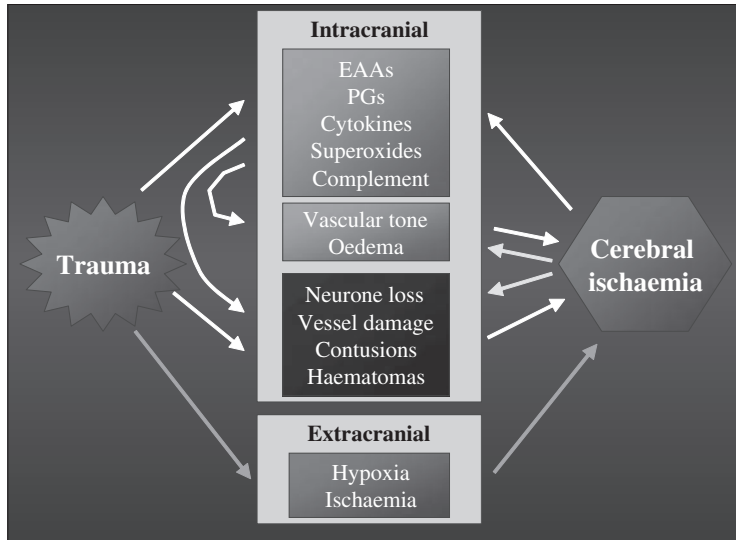 Intracranial
EAAs
PGs
Cytokines
Superoxides
Complement
Vascular tone
Oedema
Trauma
Cerebral
ischaemia
Neurone loss
Vessel damage
Contusions
Haematomas
Extracranial
Hypoxia
Ischaemia